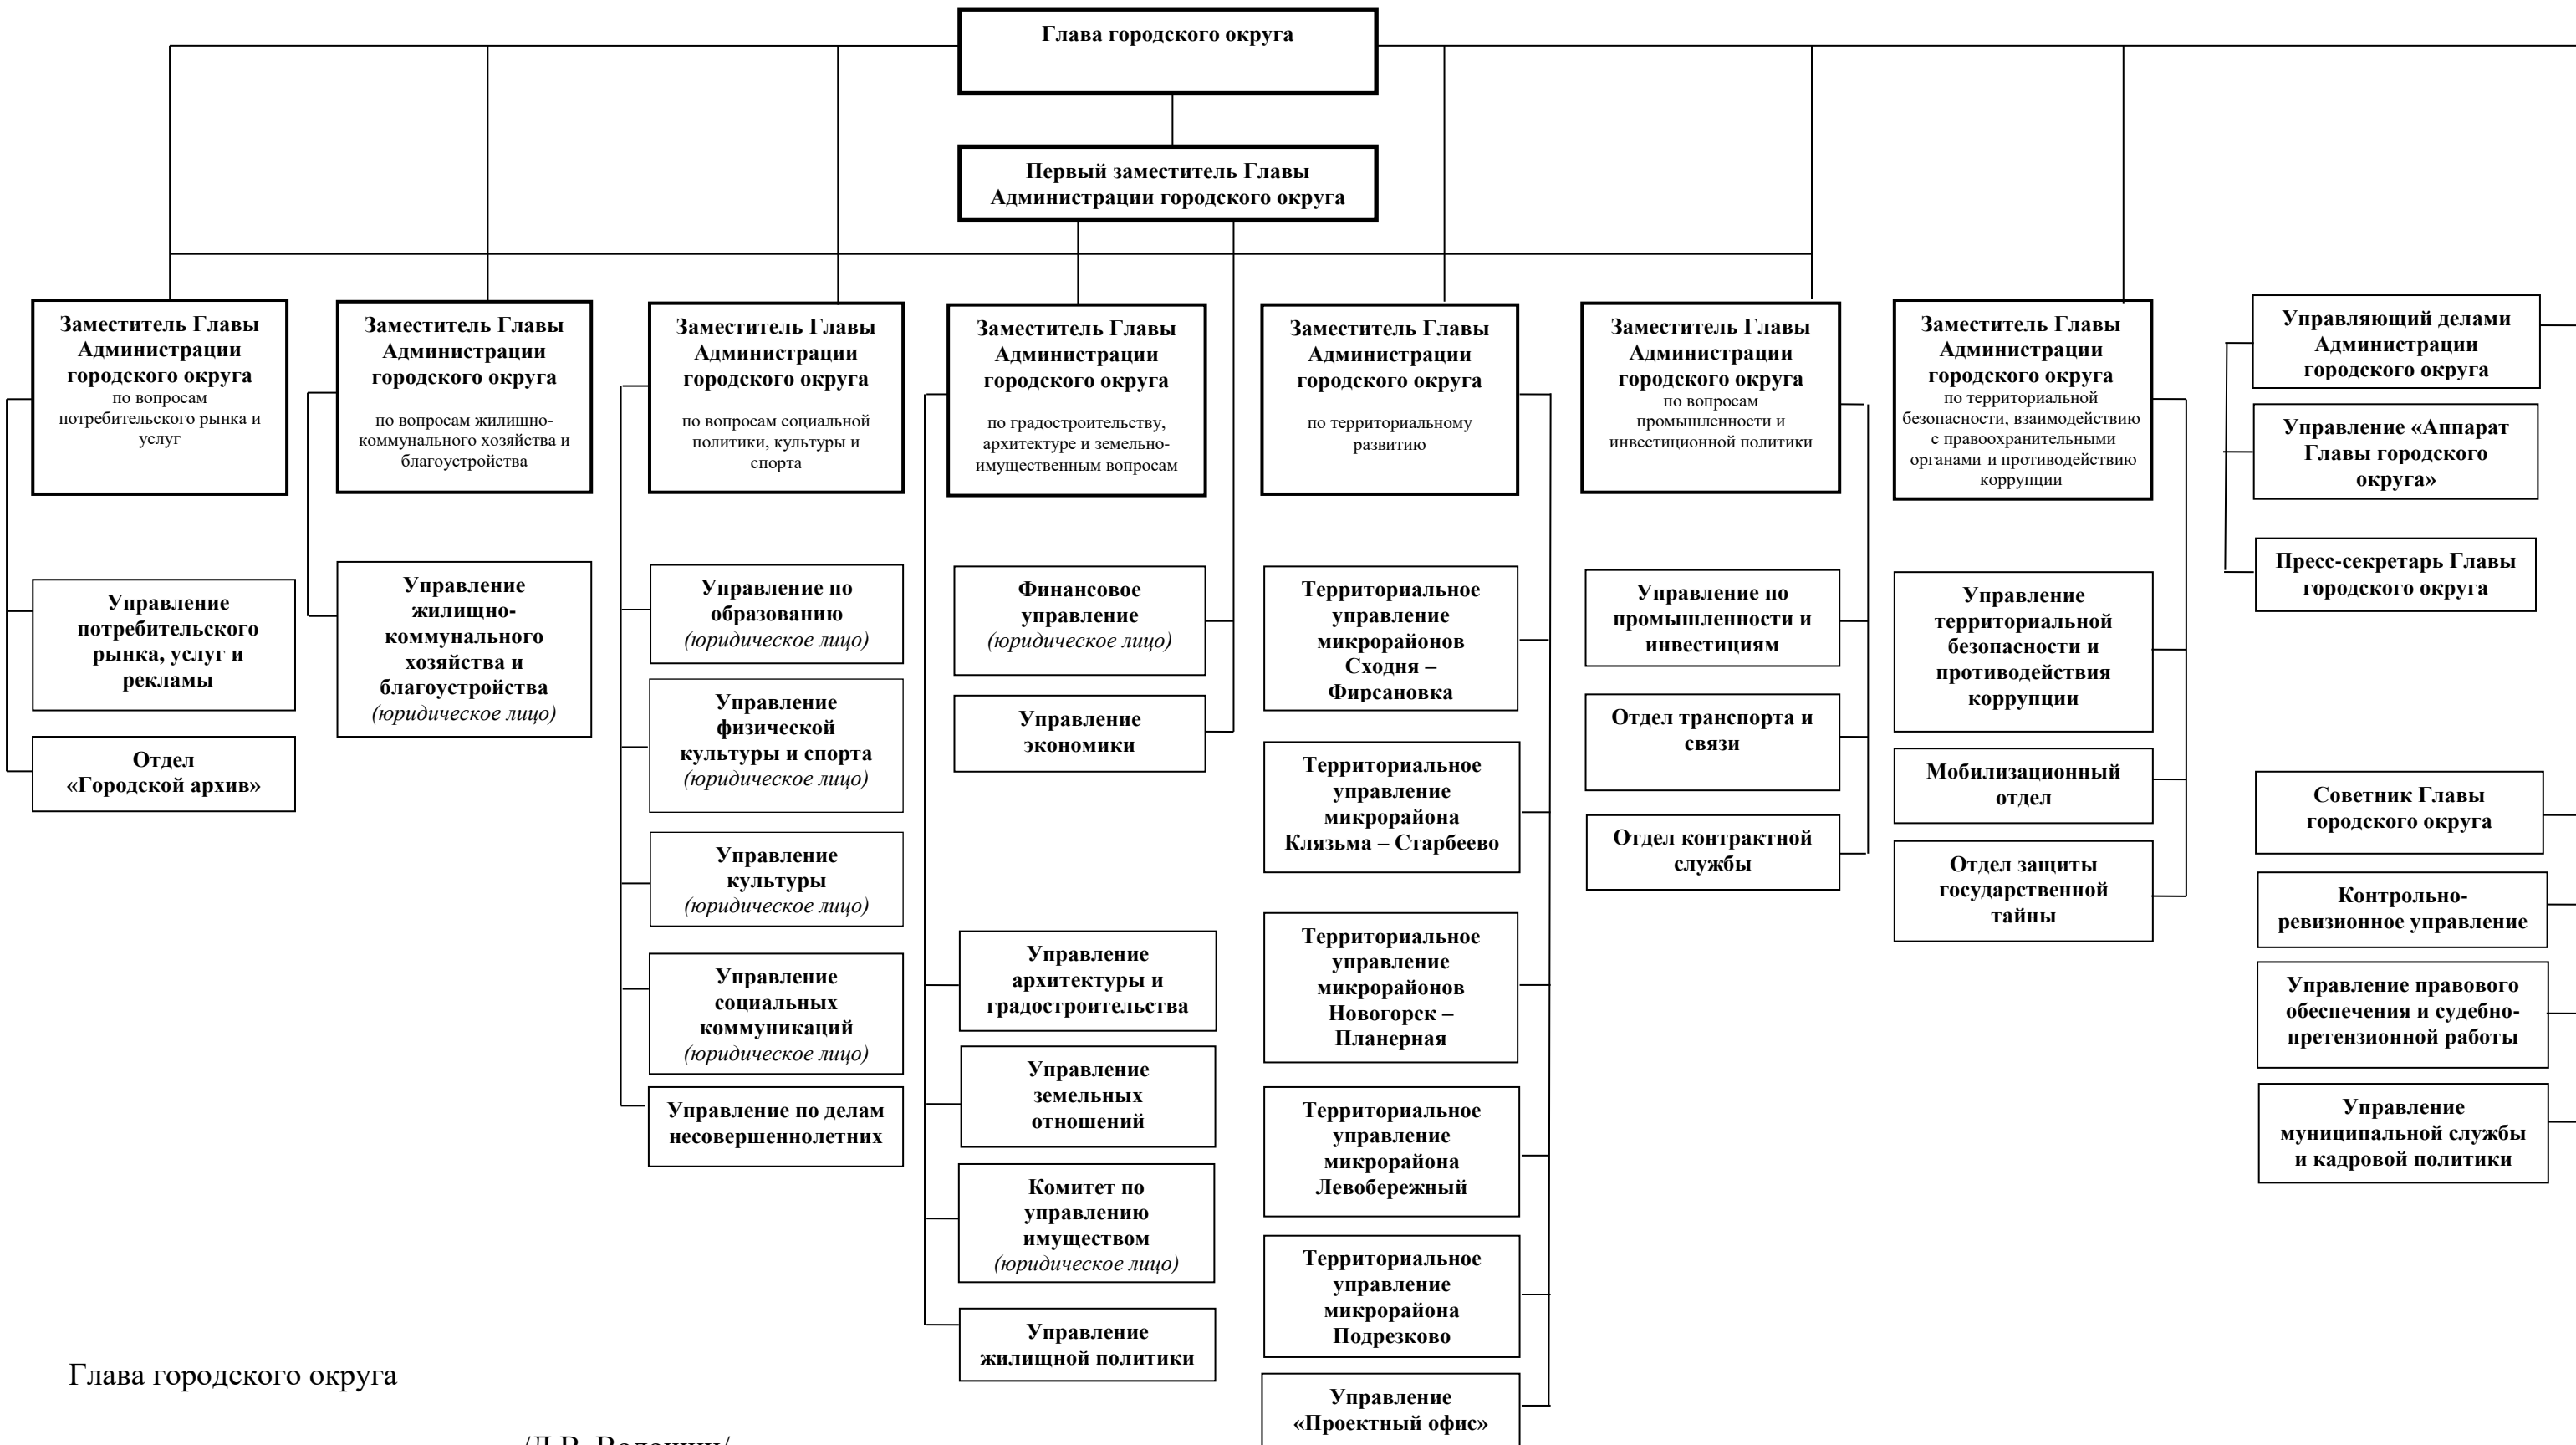 Глава городского округа
Первый заместитель Главы
Администрации городского округа
Заместитель Главы
Администрации
городского округа
по вопросам
потребительского рынка и
услуг
Управление
потребительского
рынка, услуг и
рекламы
Отдел
«Городской архив»
Заместитель Главы
Администрации
городского округа
по вопросам жилищно-
коммунального хозяйства и
благоустройства
Управление
жилищно-
коммунального
хозяйства и
благоустройства
(юридическое лицо)
Заместитель Главы
Администрации
городского округа
по вопросам социальной
политики, культуры и
спорта
Управление по
образованию
(юридическое лицо)
Управление
физической
культуры и спорта
(юридическое лицо)
Управление
культуры
(юридическое лицо)
Управление
социальных
коммуникаций
(юридическое лицо)
Управление по делам
несовершеннолетних
Заместитель Главы
Администрации
городского округа
по градостроительству,
архитектуре и земельно-
имущественным вопросам
Финансовое
управление
(юридическое лицо)
Управление
экономики
Управление
архитектуры и
градостроительства
Управление
земельных
отношений
Комитет по
управлению
имуществом
(юридическое лицо)
Управление
жилищной политики
Заместитель Главы
Администрации
городского округа
по территориальному
развитию
Территориальное
управление
микрорайонов
Сходня –
Фирсановка
Территориальное
управление
микрорайона
Клязьма – Старбеево
Территориальное
управление
микрорайонов
Новогорск –
Планерная
Территориальное
управление
микрорайона
Левобережный
Территориальное
управление
микрорайона
Подрезково
Управление
«Проектный офис»
Заместитель Главы
Администрации
городского округа
по вопросам
промышленности и
инвестиционной политики
Управление по
промышленности и
инвестициям
Отдел транспорта и
связи
Отдел контрактной
службы
Заместитель Главы
Администрации
городского округа
по территориальной
безопасности, взаимодействию
с правоохранительными
органами и противодействию
коррупции
Управление
территориальной
безопасности и
противодействия
коррупции
Мобилизационный
отдел
Отдел защиты
государственной
тайны
Управляющий делами
Администрации
городского округа
Управление «Аппарат
Главы городского
округа»
Пресс-секретарь Главы
городского округа
Советник Главы
городского округа
Контрольно-
ревизионное управление
Управление правового
обеспечения и судебно-
претензионной работы
Управление
муниципальной службы
и кадровой политики
Глава городского округа